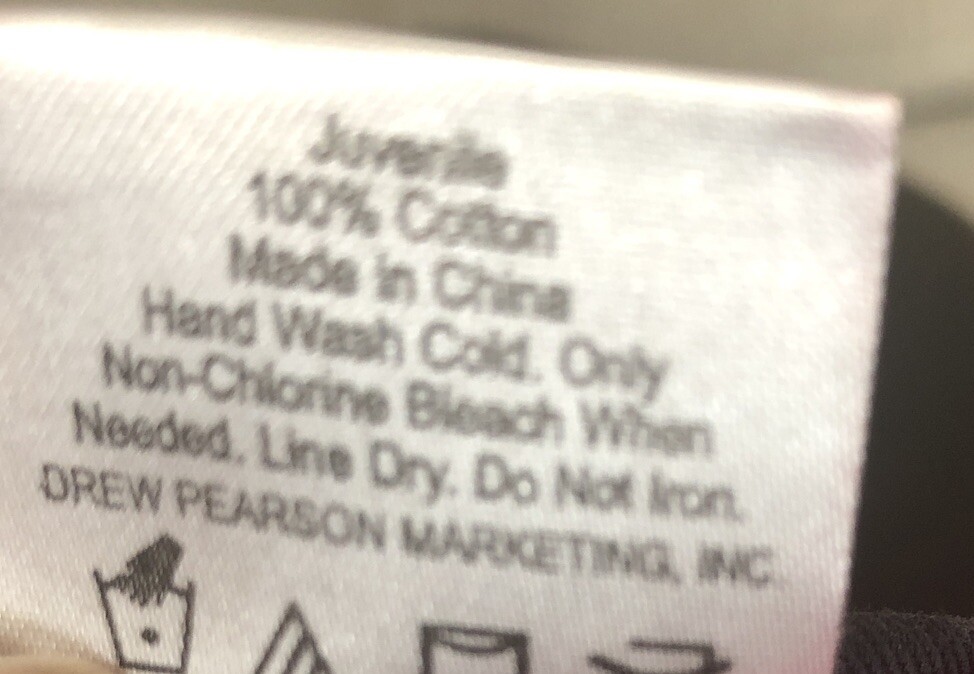 Juvenile
100% Cotton
Made in China
Hand Wash Cold. Only
Non-Chlorine Bleach When
Needed. Line Dry. Do Not Iron.
DREW PEARSON MARKETING, INC